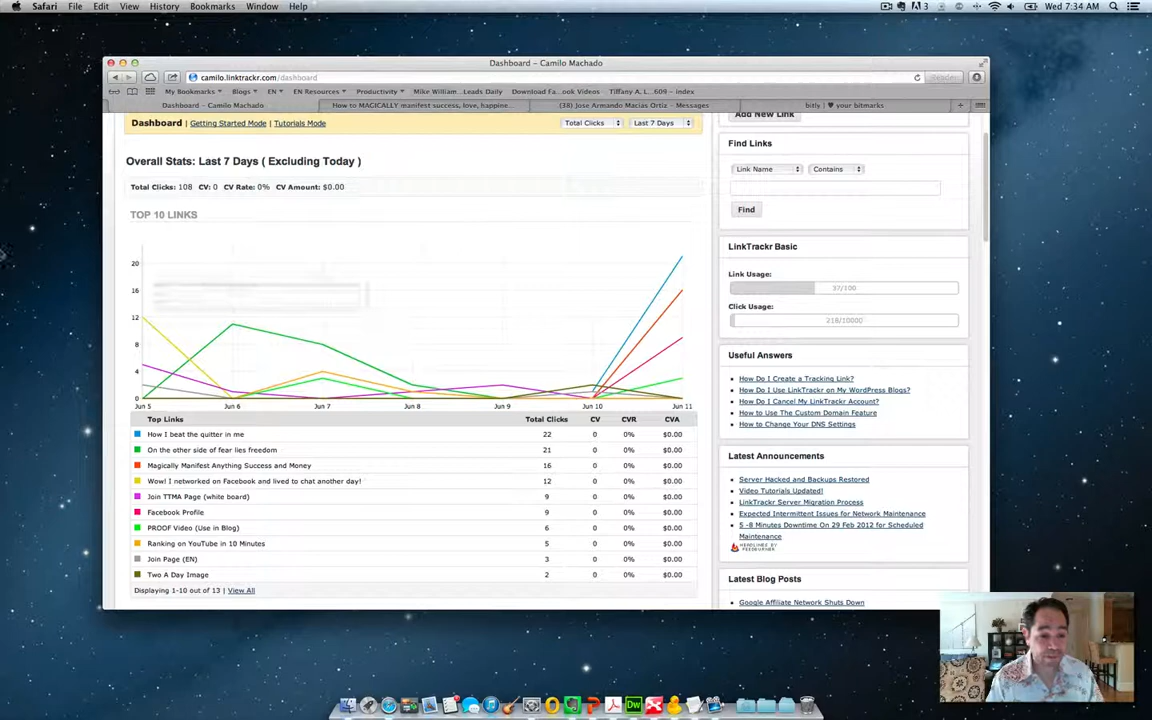 Safari File Edit View History Bookmarks Window Help
3 Wed 7:34 AM
Dashboard – Camilo Machado
camilo.linktrackr.com/dashboard
Reader
My Bookmarks Blogs EN EN Resources Productivity Mike William...Leads Daily Download Fa...ook Videos Tiffany A. L...609 – index
Dashboard – Camilo Machado
How to MAGICALLY manifest success, love, happine...
(38) Jose Armando Macias Ortiz – Messages
bitly | ♥ your bitmarks
Dashboard | Getting Started Mode | Tutorials Mode
Total Clicks
Last 7 Days
Overall Stats: Last 7 Days ( Excluding Today )
Total Clicks: 108 CV: 0 CV Rate: 0% CV Amount: $0.00
TOP 10 LINKS
20
16
12
8
4
0
Jun 5 Jun 6 Jun 7 Jun 8 Jun 9 Jun 10 Jun 11
Top Links Total Clicks CV CVR CVA
How I beat the quitter in me 22 0 0% $0.00
On the other side of fear lies freedom 21 0 0% $0.00
Magically Manifest Anything Success and Money 16 0 0% $0.00
Wow! I networked on Facebook and lived to chat another day! 12 0 0% $0.00
Join TTMA Page (white board) 9 0 0% $0.00
Facebook Profile 9 0 0% $0.00
PROOF Video (Use in Blog) 6 0 0% $0.00
Ranking on YouTube in 10 Minutes 5 0 0% $0.00
Join Page (EN) 3 0 0% $0.00
Two A Day Image 2 0 0% $0.00
Displaying 1-10 out of 13 | View All
Add New Link
Find Links
Link Name
Contains
Find
LinkTrackr Basic
Link Usage:
37/100
Click Usage:
218/10000
Useful Answers
How Do I Create a Tracking Link?
How Do I Use LinkTrackr on My WordPress Blogs?
How Do I Cancel My LinkTrackr Account?
How to Use The Custom Domain Feature
How to Change Your DNS Settings
Latest Announcements
Server Hacked and Backups Restored
Video Tutorials Updated!
LinkTrackr Server Migration Process
Expected Intermittent Issues for Network Maintenance
5 -8 Minutes Downtime On 29 Feb 2012 for Scheduled
Maintenance
HEADLINES BY
FEEDBURNER
Latest Blog Posts
Google Affiliate Network Shuts Down
Dw